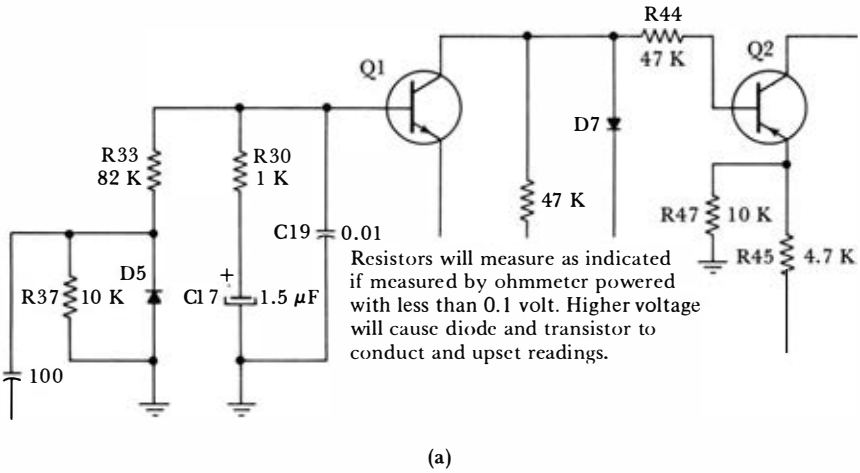 R44
Q2
47 K
Q1
D7
R33
82 K
R30
1 K
47 K
R47
10 K
C19
0.01
R45
4.7 K
D5
R37
10 K
+
C17
1.5 μF
100
Resistors will measure as indicated
if measured by ohmmeter powered
with less than 0.1 volt. Higher voltage
will cause diode and transistor to
conduct and upset readings.
(a)